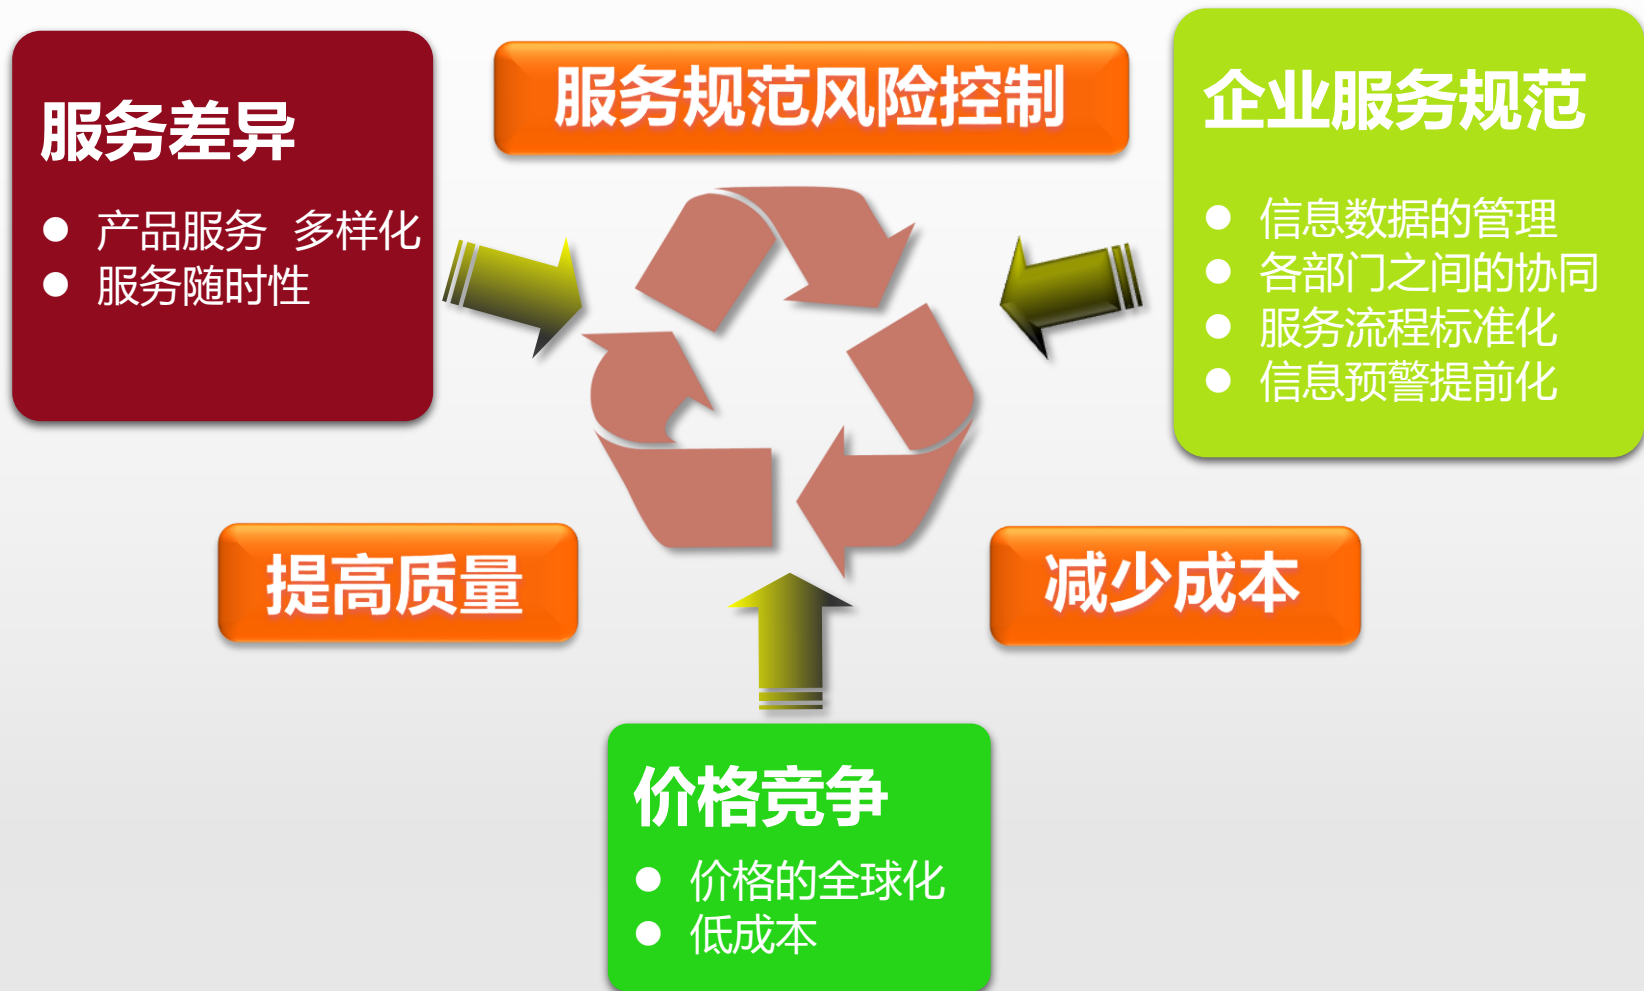 服务差异
产品服务 多样化
服务随时性
服务规范风险控制
企业服务规范
信息数据的管理
各部门之间的协同
服务流程标准化
信息预警提前化
提高质量
减少成本
价格竞争
价格的全球化
低成本